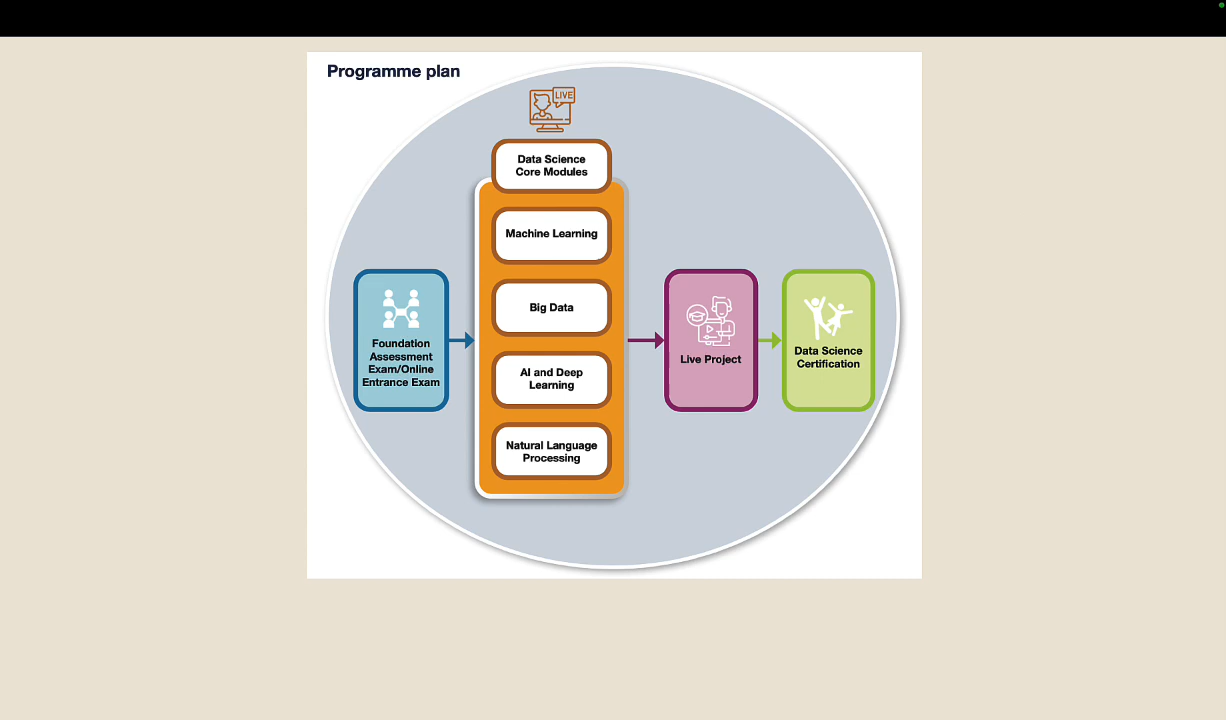 Programme plan
LIVE
Data Science
Core Modules
Machine Learning
Big Data
AI and Deep
Learning
Natural Language
Processing
Foundation
Assessment
Exam/Online
Entrance Exam
Live Project
Data Science
Certification